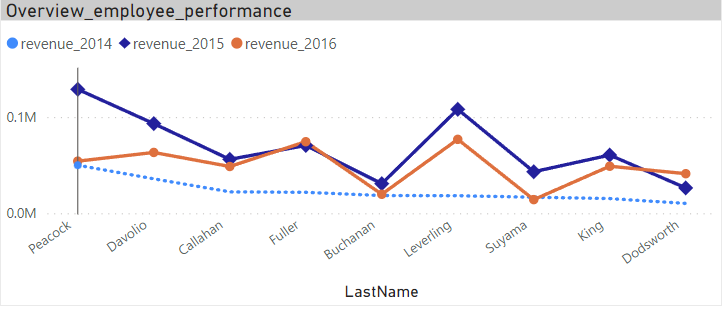 Overview_employee_performance
revenue_2014 revenue_2015 revenue_2016
0.1M
0.0M
Peacock Davolio Callahan Fuller Buchanan Leverling Suyama King Dodsworth
LastName